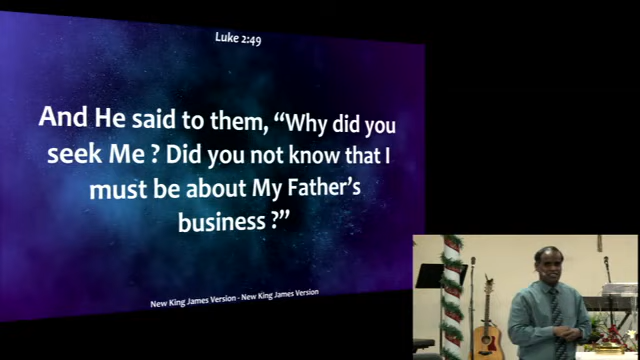 Luke 2:49
And He said to them, “Why did you
seek Me ? Did you not know that I
must be about My Father’s
business ?”
New King James Version - New King James Version